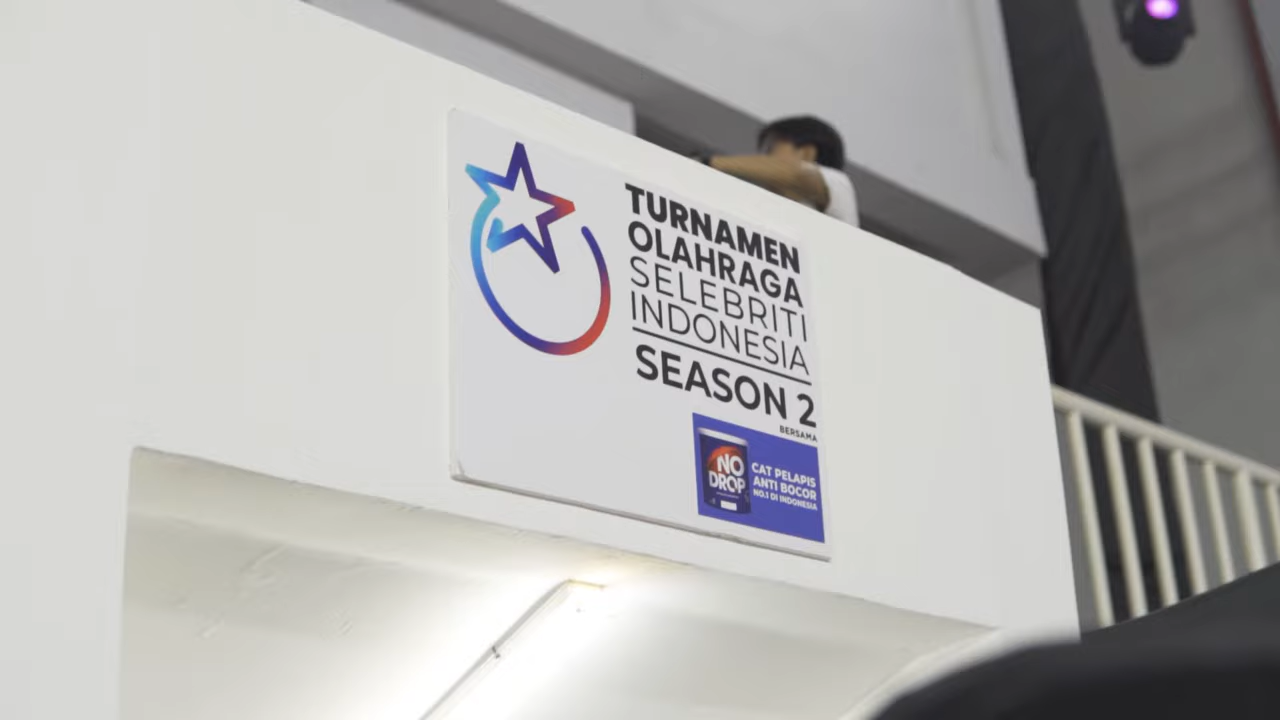 TURNAMEN
OLAHRAGA
SELEBRITI
INDONESIA
SEASON 2
BERSAMA
NO
DROP
CAT PELAPIS
ANTI BOCOR
NO.1 DI INDONESIA